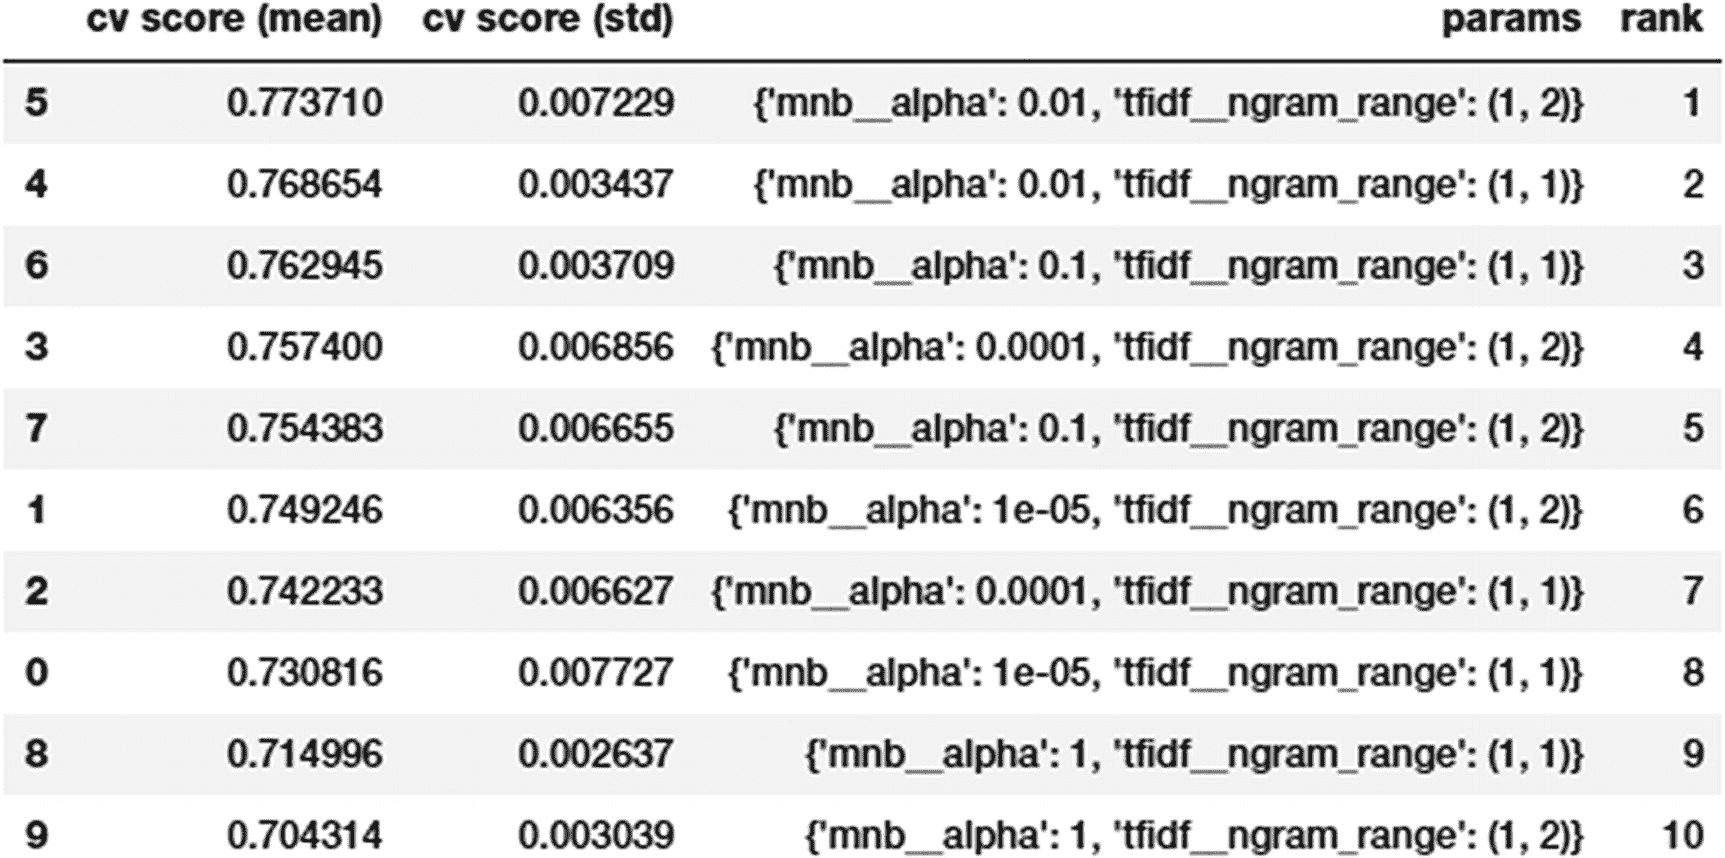 cv score (mean) cv score (std) params rank
5 0.773710 0.007229 {'mnb__alpha': 0.01, 'tfidf__ngram_range': (1, 2)} 1
4 0.768654 0.003437 {'mnb__alpha': 0.01, 'tfidf__ngram_range': (1, 1)} 2
6 0.762945 0.003709 {'mnb__alpha': 0.1, 'tfidf__ngram_range': (1, 1)} 3
3 0.757400 0.006856 {'mnb__alpha': 0.0001, 'tfidf__ngram_range': (1, 2)} 4
7 0.754383 0.006655 {'mnb__alpha': 0.1, 'tfidf__ngram_range': (1, 2)} 5
1 0.749246 0.006356 {'mnb__alpha': 1e-05, 'tfidf__ngram_range': (1, 2)} 6
2 0.742233 0.006627 {'mnb__alpha': 0.0001, 'tfidf__ngram_range': (1, 1)} 7
0 0.730816 0.007727 {'mnb__alpha': 1e-05, 'tfidf__ngram_range': (1, 1)} 8
8 0.714996 0.002637 {'mnb__alpha': 1, 'tfidf__ngram_range': (1, 1)} 9
9 0.704314 0.003039 {'mnb__alpha': 1, 'tfidf__ngram_range': (1, 2)} 10